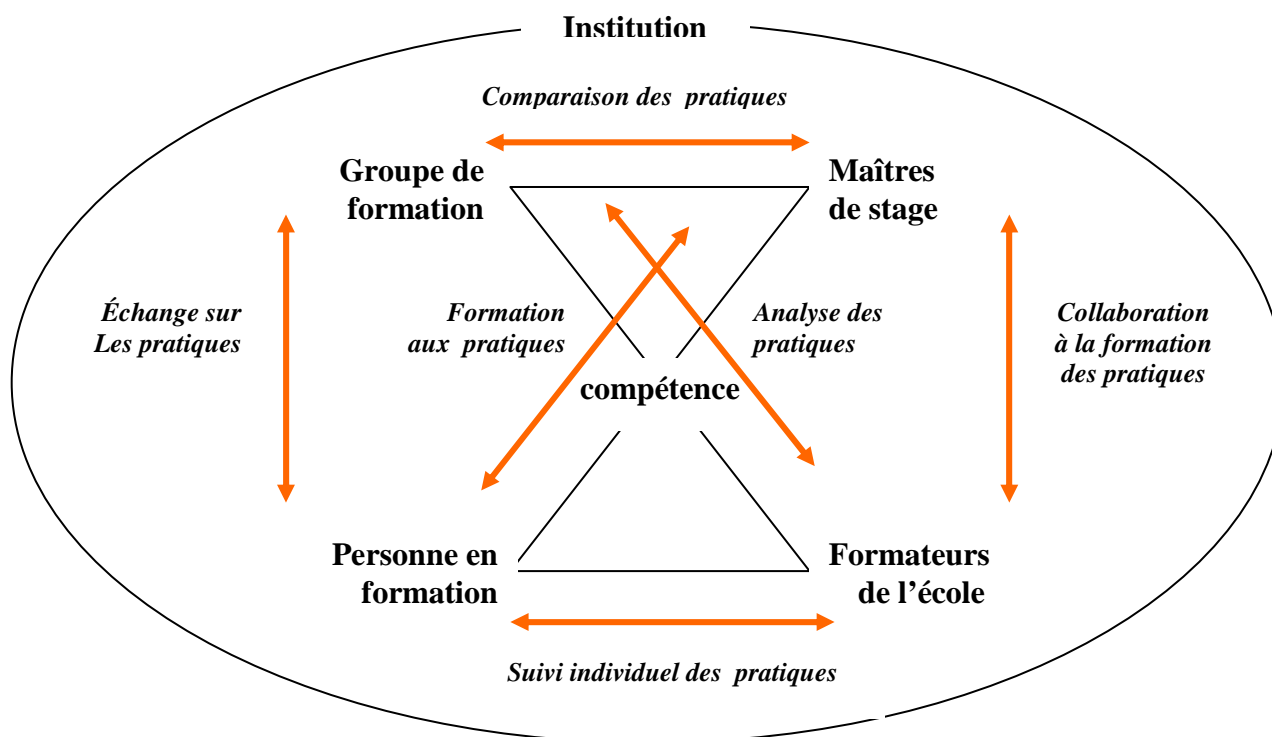 Institution
Comparaison des pratiques
Groupe de
formation
Maîtres
de stage
Échange sur
Les pratiques
Formation
aux pratiques
Analyse des
pratiques
Collaboration
à la formation
des pratiques
compétence
Personne en
formation
Formateurs
de l’école
Suivi individuel des pratiques